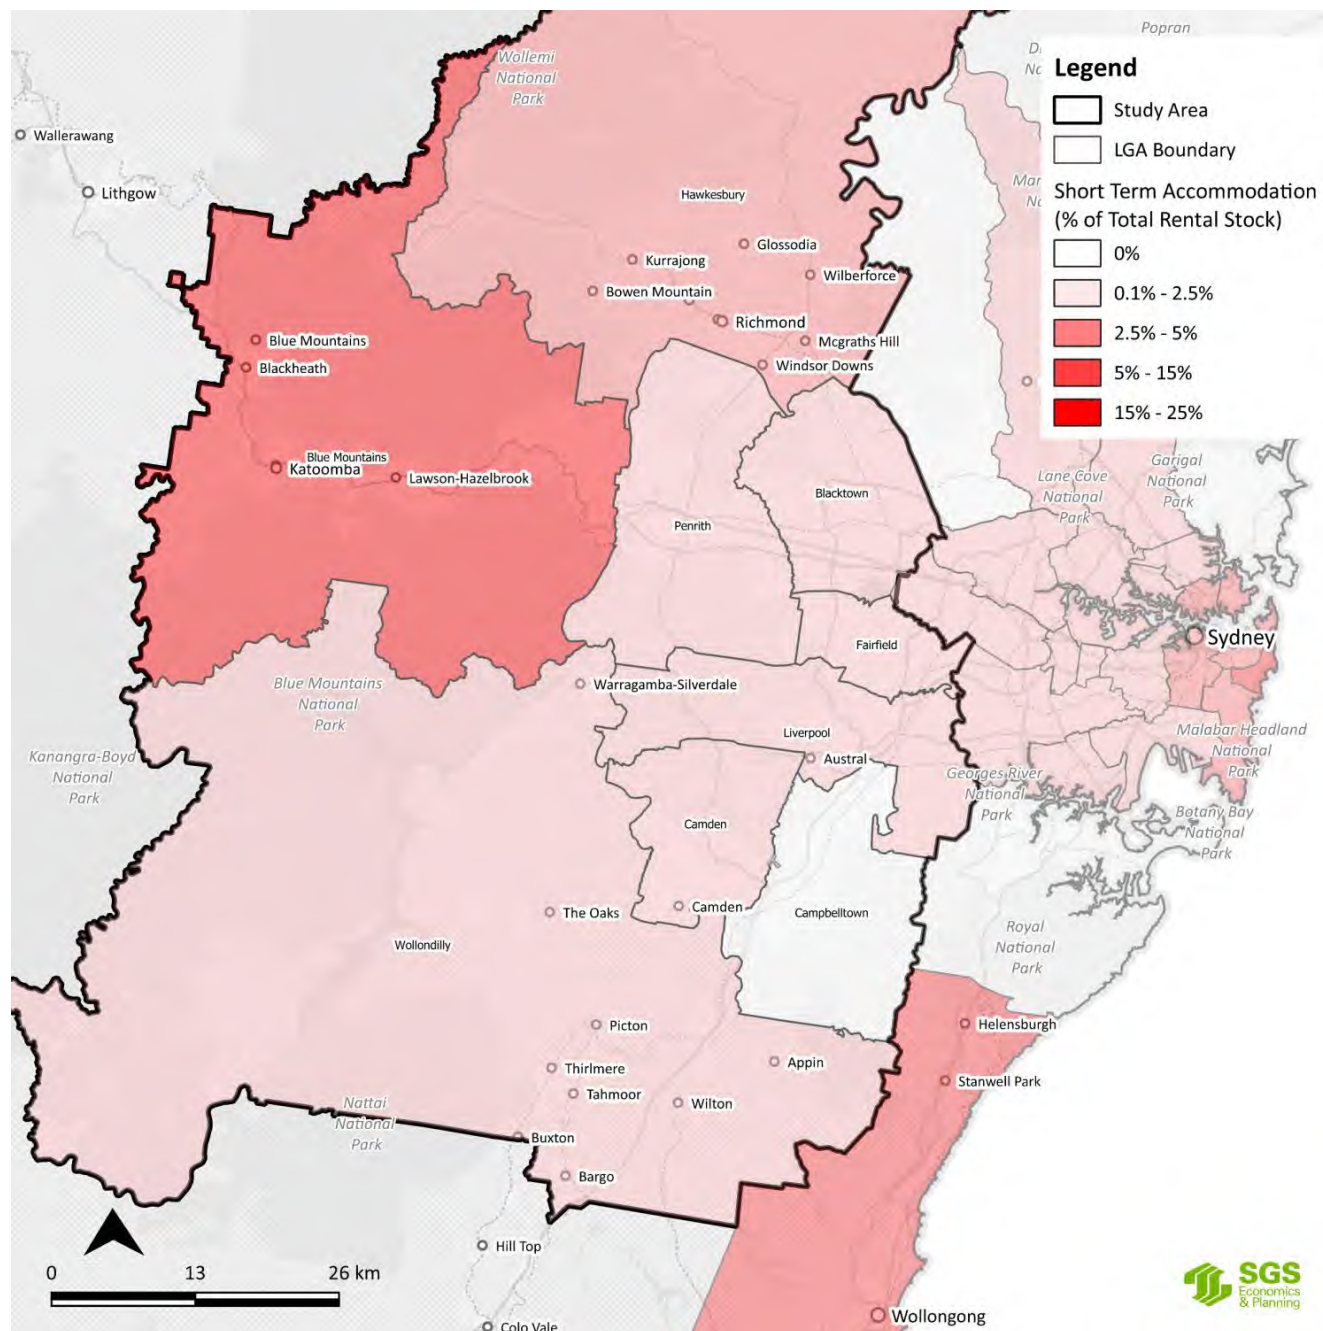 Popran
Wollemi
National
Park
Legend
Study Area
LGA Boundary
Short Term Accommodation
(% of Total Rental Stock)
0%
0.1% - 2.5%
2.5% - 5%
5% - 15%
15% - 25%
Wallerawang
Lithgow
Hawkesbury
Glossodia
Kurrajong
Wilberforce
Bowen Mountain
Richmond
Mcgraths Hill
Windsor Downs
Blue Mountains
Blackheath
Blue Mountains
Katoomba
Lawson-Hazelbrook
Penrith
Blacktown
Lane Cove
National
Park
Garigal
National
Park
Fairfield
Sydney
Warragamba-Silverdale
Blue Mountains
National
Park
Liverpool
Austral
Malabar Headland
National
Park
Kanangra-Boyd
National
Park
Georges River
National
Park
Botany Bay
National
Park
Camden
Camden
The Oaks
Campbelltown
Wollondilly
Royal
National
Park
Picton
Helensburgh
Thirlmere
Appin
Tahmoor
Wilton
Stanwell Park
Nattai
National
Park
Buxton
Bargo
Hill Top
0 13 26 km
SGS
Economics
& Planning
Wollongong
Colo Vale